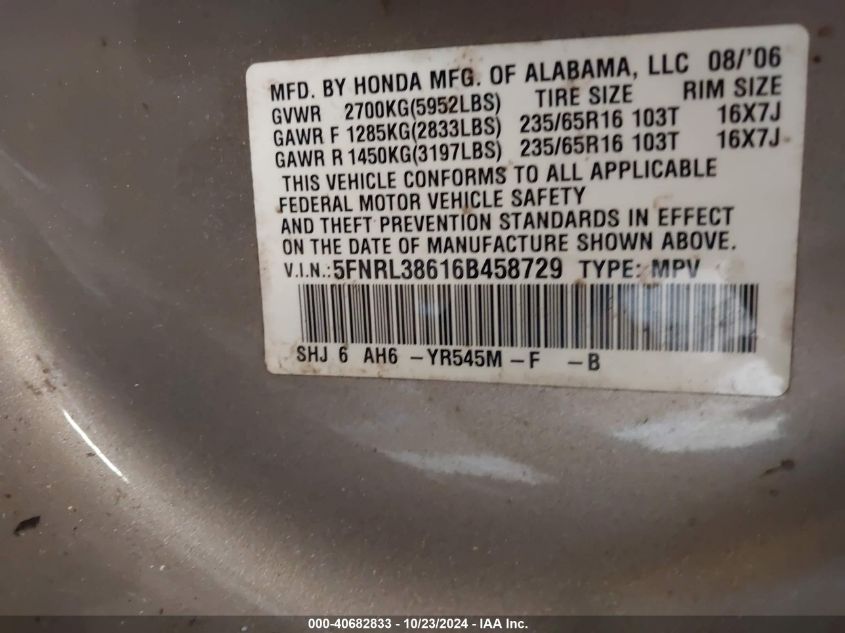 MFD. BY HONDA MFG. OF ALABAMA, LLC 08/'06
GVWR 2700KG(5952LBS) TIRE SIZE RIM SIZE
GAWR F 1285KG(2833LBS) 235/65R16 103T 16X7J
GAWR R 1450KG(3197LBS) 235/65R16 103T 16X7J
THIS VEHICLE CONFORMS TO ALL APPLICABLE
FEDERAL MOTOR VEHICLE SAFETY
AND THEFT PREVENTION STANDARDS IN EFFECT
ON THE DATE OF MANUFACTURE SHOWN ABOVE.
V.I.N.:5FNRL38616B458729 TYPE: MPV
SHJ 6 AH6 -YR545M -F -B
000-40682833 - 10/23/2024 - IAA Inc.